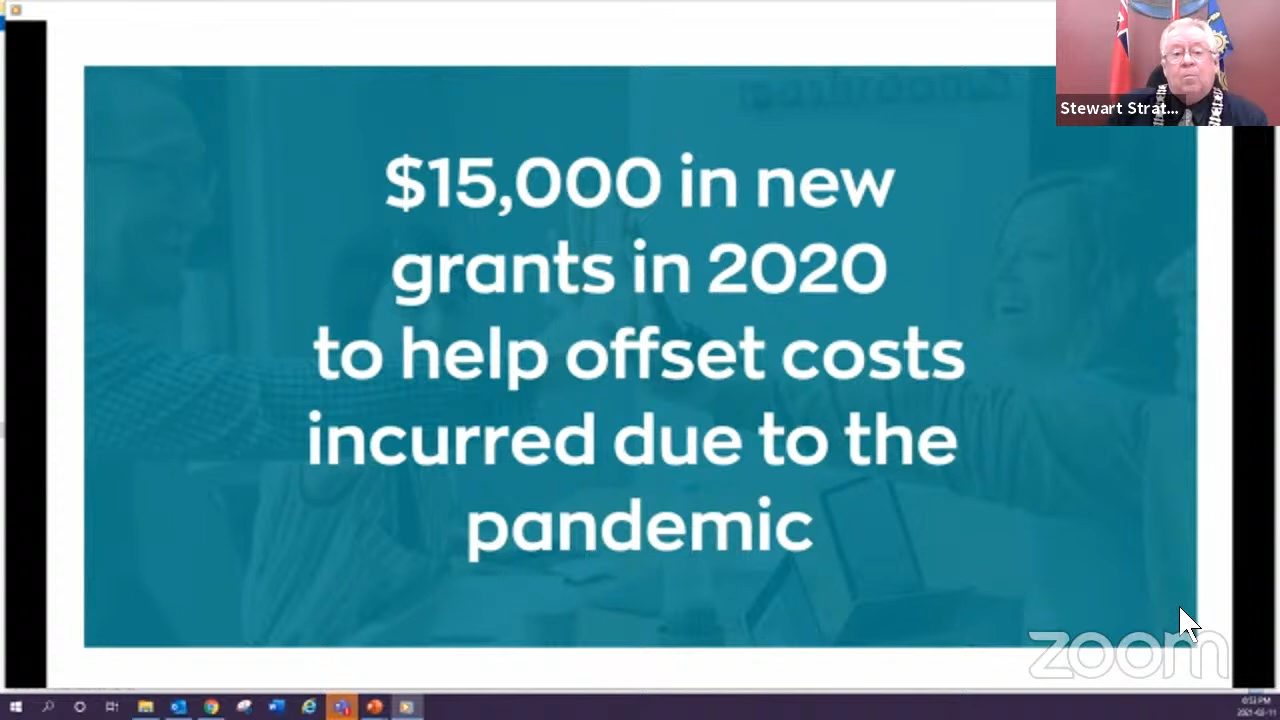 Stewart Strat...
$15,000 in new
grants in 2020
to help offset costs
incurred due to the
pandemic
zoom